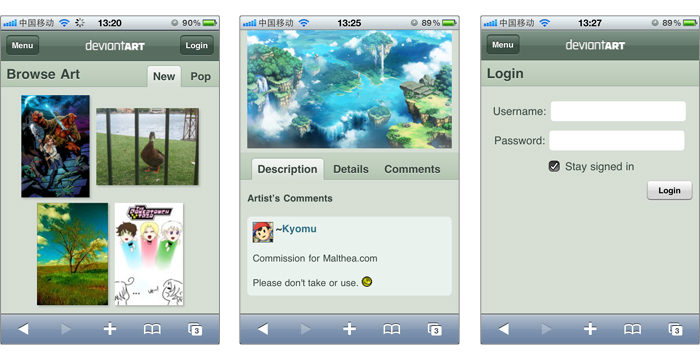 中国移动 13:20 90%
Menu deviantART Login
Browse Art New Pop
THE POWERPUFF
中国移动 13:25 89%
Description Details Comments
Artist's Comments
~Kyomu
Commission for Malthea.com
Please don't take or use.
3
中国移动 13:27 89%
Menu deviantART
Login
Username:
Password:
Stay signed in
Login
3
3